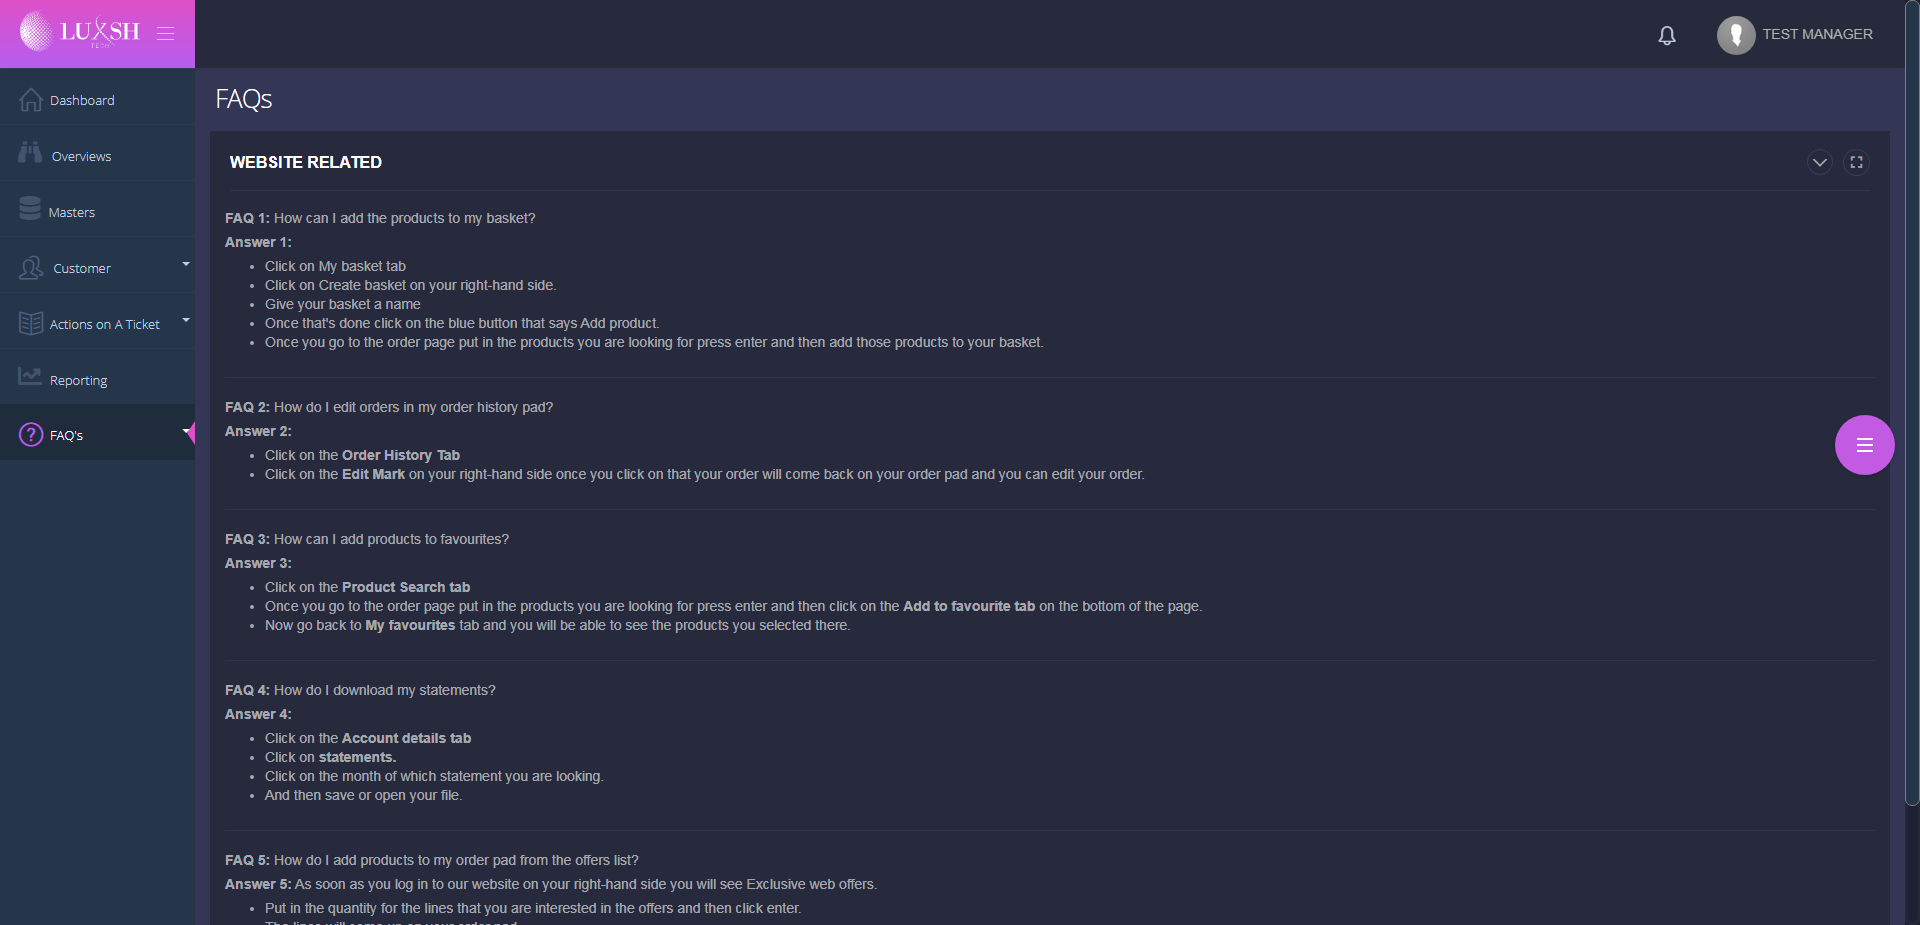 LUXSH
TECH
TEST MANAGER
Dashboard
Overviews
Masters
Customer
Actions on A Ticket
Reporting
FAQ's
FAQs
WEBSITE RELATED
FAQ 1: How can I add the products to my basket?
Answer 1:
Click on My basket tab
Click on Create basket on your right-hand side.
Give your basket a name
Once that's done click on the blue button that says Add product.
Once you go to the order page put in the products you are looking for press enter and then add those products to your basket.
FAQ 2: How do I edit orders in my order history pad?
Answer 2:
Click on the Order History Tab
Click on the Edit Mark on your right-hand side once you click on that your order will come back on your order pad and you can edit your order.
FAQ 3: How can I add products to favourites?
Answer 3:
Click on the Product Search tab
Once you go to the order page put in the products you are looking for press enter and then click on the Add to favourite tab on the bottom of the page.
Now go back to My favourites tab and you will be able to see the products you selected there.
FAQ 4: How do I download my statements?
Answer 4:
Click on the Account details tab
Click on statements.
Click on the month of which statement you are looking.
And then save or open your file.
FAQ 5: How do I add products to my order pad from the offers list?
Answer 5: As soon as you log in to our website on your right-hand side you will see Exclusive web offers.
Put in the quantity for the lines that you are interested in the offers and then click enter.